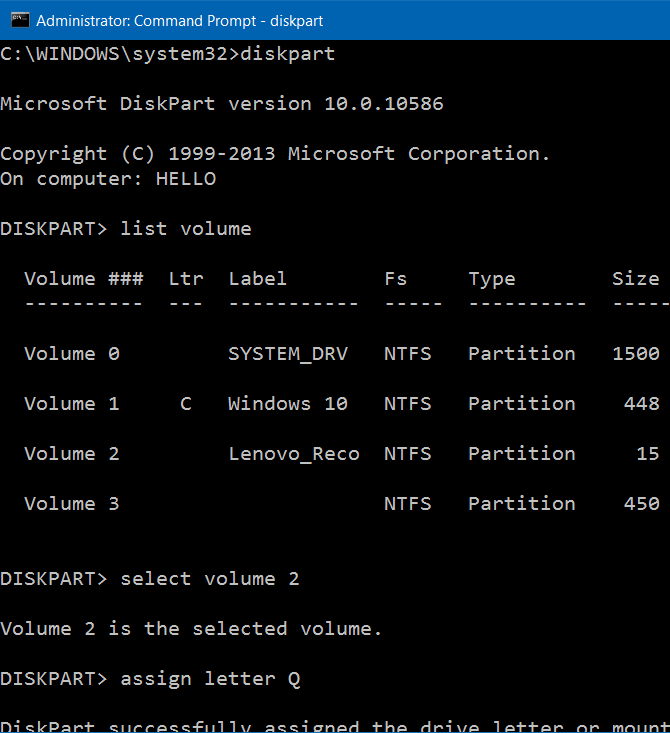 Administrator: Command Prompt - diskpart
C:\WINDOWS\system32>diskpart
Microsoft DiskPart version 10.0.10586
Copyright (C) 1999-2013 Microsoft Corporation.
On computer: HELLO
DISKPART> list volume
  Volume ###  Ltr  Label        Fs     Type        Size
  ----------  ---  -----------  -----  ----------  -----
  Volume 0         SYSTEM_DRV   NTFS   Partition   1500
  Volume 1     C   Windows 10   NTFS   Partition    448
  Volume 2         Lenovo_Reco  NTFS   Partition     15
  Volume 3                      NTFS   Partition    450
DISKPART> select volume 2
Volume 2 is the selected volume.
DISKPART> assign letter Q
DiskPart successfully assigned the drive letter or mount